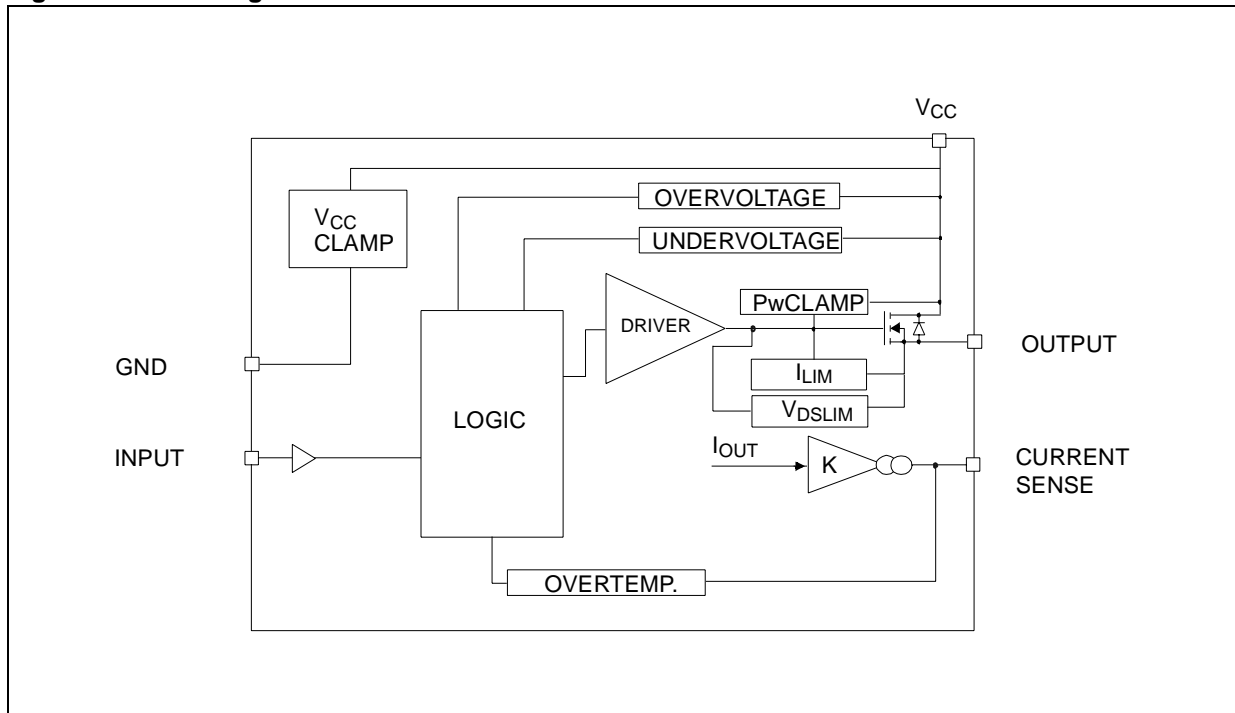 VCC
OVERVOLTAGE
VCC
CLAMP
UNDERVOLTAGE
PwCLAMP
DRIVER
OUTPUT
GND
ILIM
VDSLIM
LOGIC
IOUT
INPUT
K
CURRENT
SENSE
OVERTEMP.